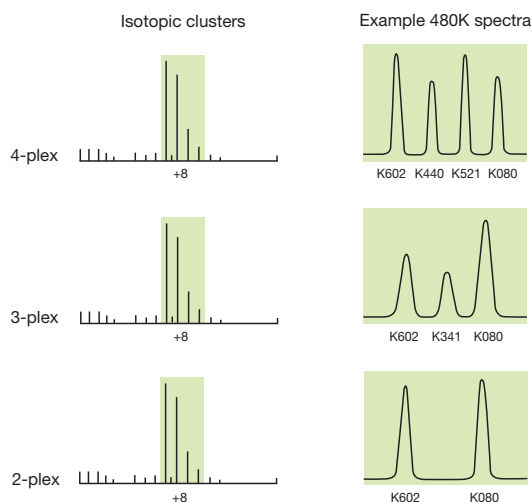 Isotopic clusters
Example 480K spectra
4-plex
+8
K602 K440 K521 K080
3-plex
+8
K602 K341 K080
2-plex
+8
K602 K080